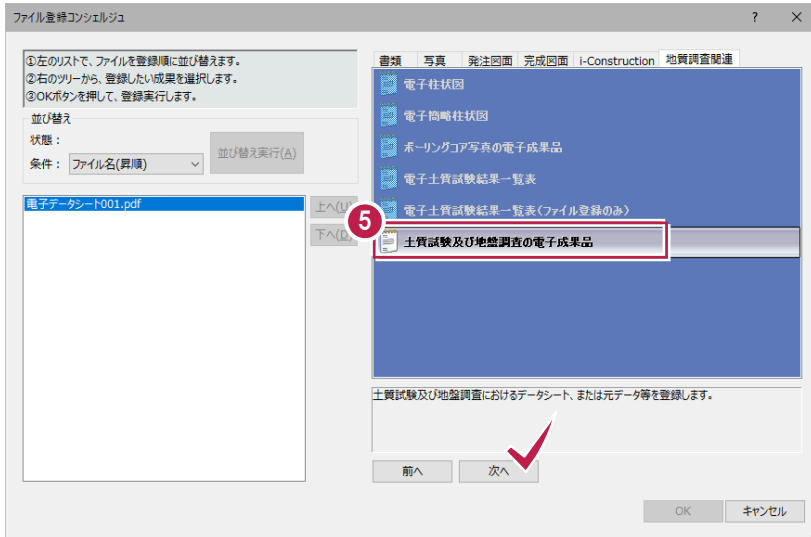 ファイル登録コンシェルジュ
①左のリストで、ファイルを登録順に並び替えます。
②右のツリーから、登録したい成果を選択します。
③OKボタンを押して、登録実行します。
並び替え
状態：
条件： ファイル名(昇順)
並び替え実行(A)
電子データシート001.pdf
上へ(U)
下へ(D)
書類 写真 発注図面 完成図面 i-Construction 地質調査関連
電子柱状図
電子簡略柱状図
ボーリングコア写真の電子成果品
電子土質試験結果一覧表
電子土質試験結果一覧表(ファイル登録のみ)
5
土質試験及び地盤調査の電子成果品
土質試験及び地盤調査におけるデータシート、または元データ等を登録します。
前へ 次へ
OK キャンセル